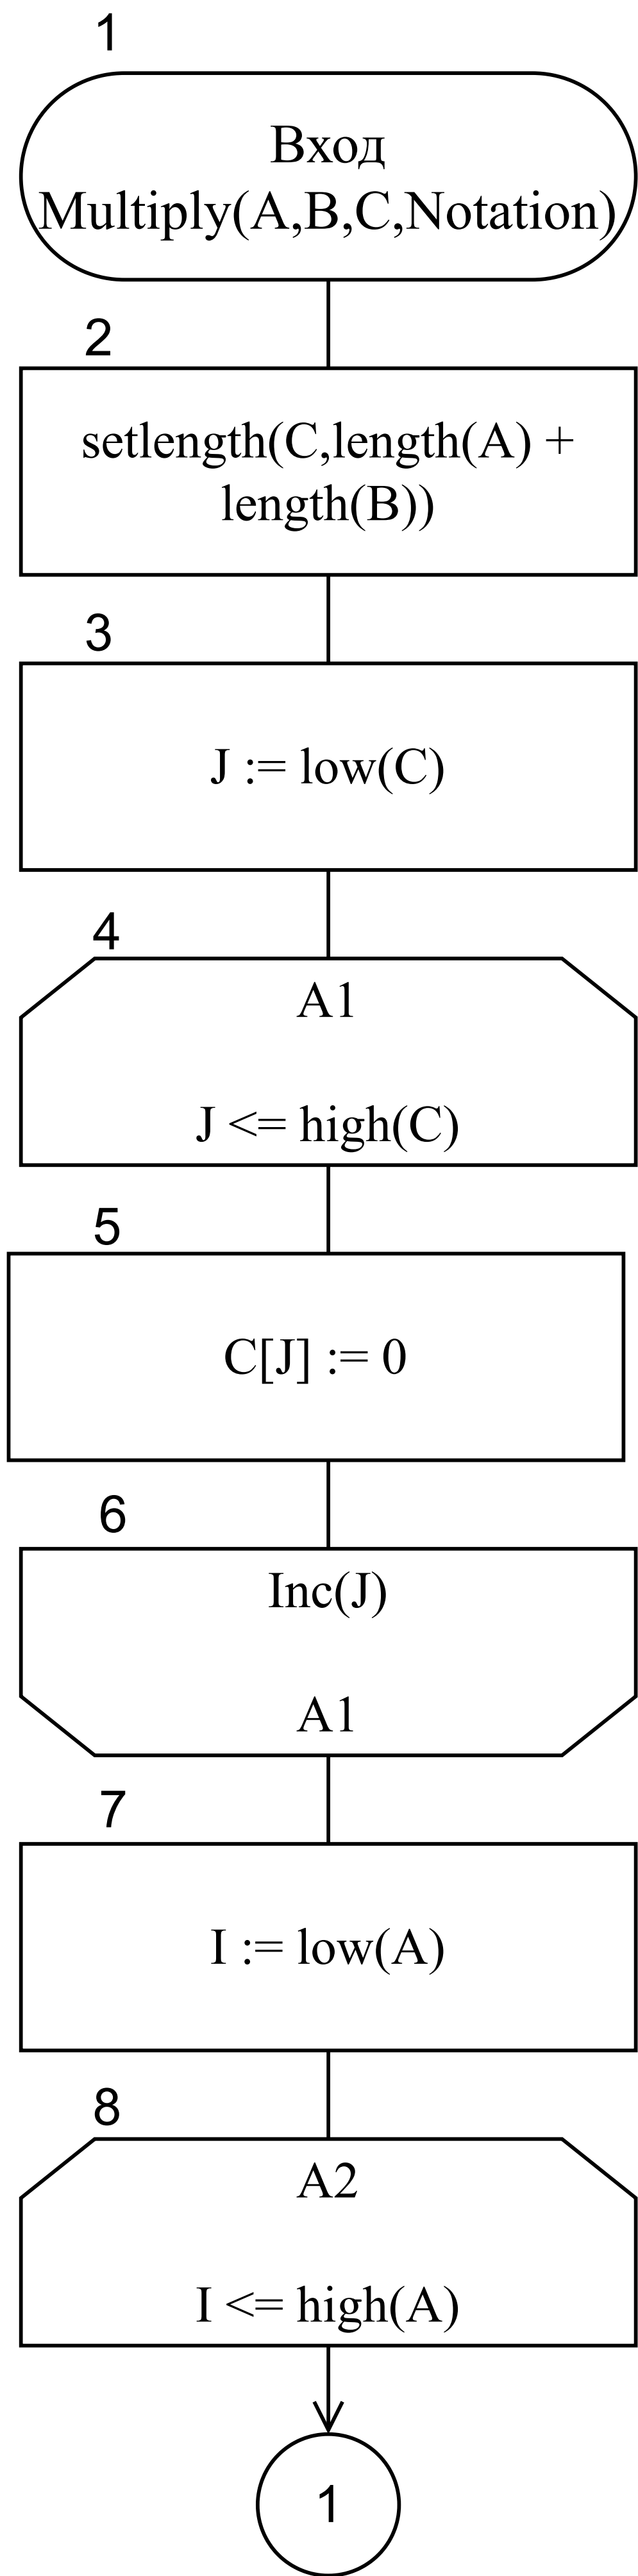 1
Вход
Multiply(A,B,C,Notation)
2
setlength(C,length(A) +
length(B))
3
J := low(C)
4
A1
J <= high(C)
5
C[J] := 0
6
Inc(J)
A1
7
I := low(A)
8
A2
I <= high(A)
1